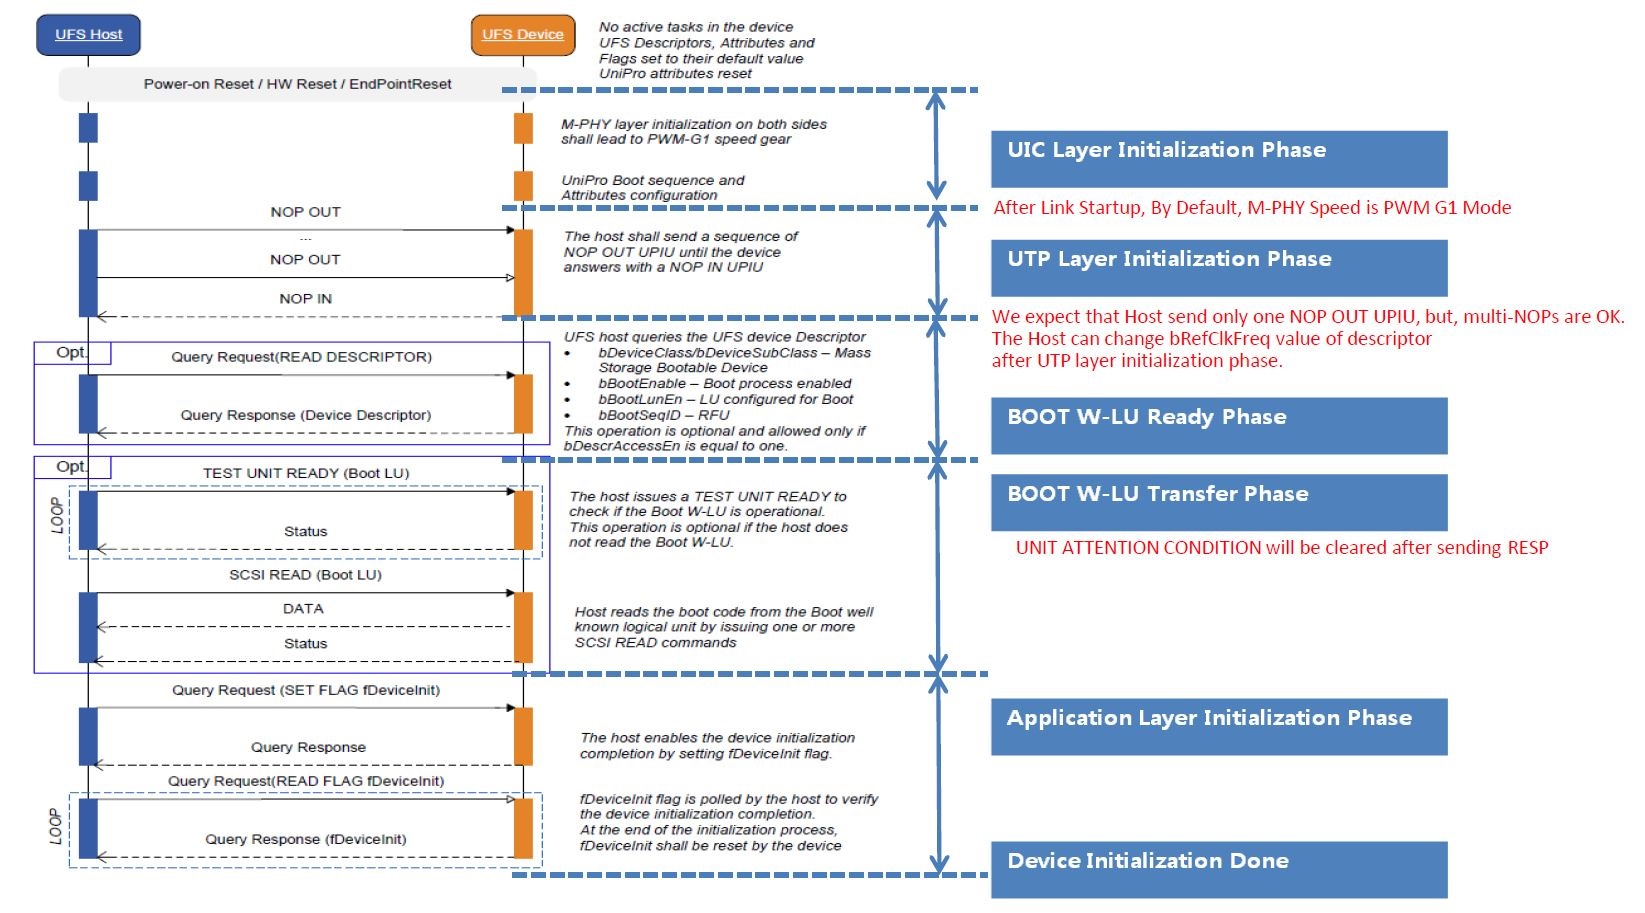 UFS Host
UFS Device
No active tasks in the device
UFS Descriptors, Attributes and
Flags set to their default value
UniPro attributes reset
Power-on Reset / HW Reset / EndPointReset
M-PHY layer initialization on both sides
shall lead to PWM-G1 speed gear
UIC Layer Initialization Phase
UniPro Boot sequence and
Attributes configuration
After Link Startup, By Default, M-PHY Speed is PWM G1 Mode
NOP OUT
...
NOP OUT
NOP IN
The host shall send a sequence of
NOP OUT UPIU until the device
answers with a NOP IN UPIU
UTP Layer Initialization Phase
We expect that Host send only one NOP OUT UPIU, but, multi-NOPs are OK.
The Host can change bRefClkFreq value of descriptor
after UTP layer initialization phase.
Opt.
Query Request(READ DESCRIPTOR)
Query Response (Device Descriptor)
UFS host queries the UFS device Descriptor
• bDeviceClass/bDeviceSubClass – Mass
Storage Bootable Device
• bBootEnable – Boot process enabled
• bBootLunEn – LU configured for Boot
• bBootSeqID – RFU
This operation is optional and allowed only if
bDescrAccessEn is equal to one.
BOOT W-LU Ready Phase
Opt.
TEST UNIT READY (Boot LU)
LOOP
Status
The host issues a TEST UNIT READY to
check if the Boot W-LU is operational.
This operation is optional if the host does
not read the Boot W-LU.
BOOT W-LU Transfer Phase
UNIT ATTENTION CONDITION will be cleared after sending RESP
SCSI READ (Boot LU)
DATA
Status
Host reads the boot code from the Boot well
known logical unit by issuing one or more
SCSI READ commands
Query Request (SET FLAG fDeviceInit)
Query Response
The host enables the device initialization
completion by setting fDeviceInit flag.
Application Layer Initialization Phase
Query Request(READ FLAG fDeviceInit)
LOOP
Query Response (fDeviceInit)
fDeviceInit flag is polled by the host to verify
the device initialization completion.
At the end of the initialization process,
fDeviceInit shall be reset by the device
Device Initialization Done